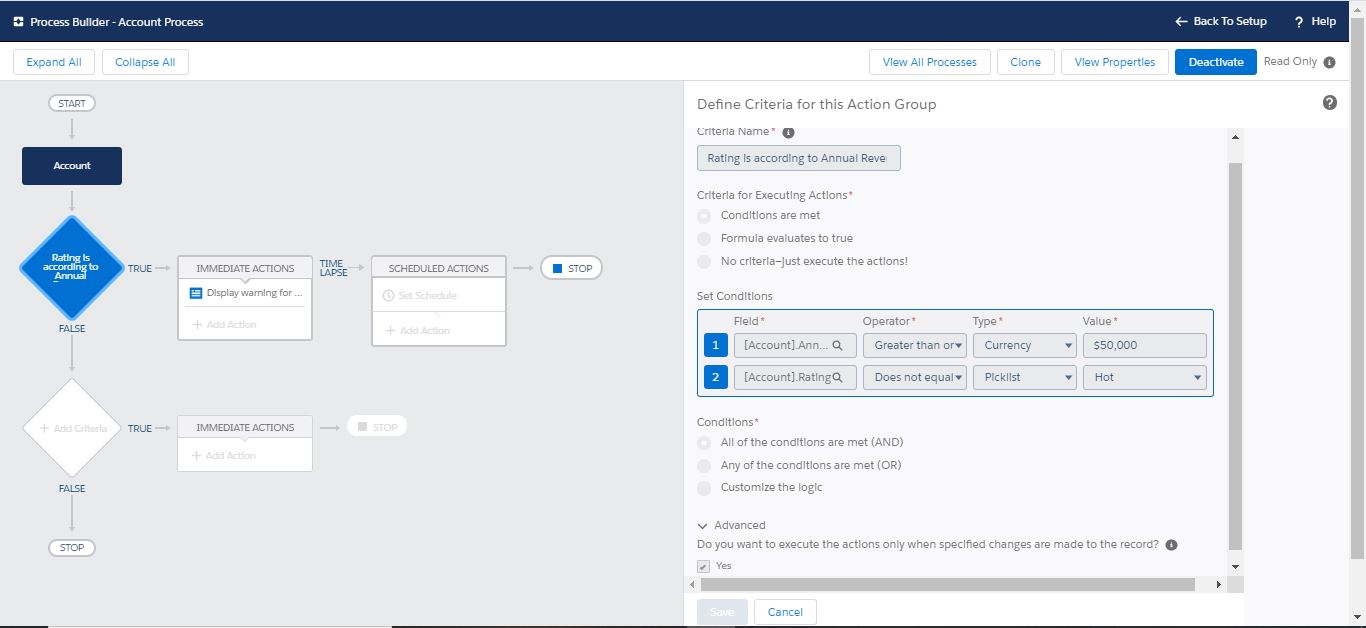 Process Builder - Account Process
Back To Setup
? Help
Expand All
Collapse All
View All Processes
Clone
View Properties
Deactivate
Read Only
START
Account
Rating is
according to
Annual
TRUE
IMMEDIATE ACTIONS
Display warning for ...
+ Add Action
TIME
LAPSE
SCHEDULED ACTIONS
Set Schedule
+ Add Action
STOP
FALSE
+ Add Criteria
TRUE
IMMEDIATE ACTIONS
+ Add Action
STOP
FALSE
STOP
Define Criteria for this Action Group
Criteria Name*
Rating is according to Annual Reve
Criteria for Executing Actions*
Conditions are met
Formula evaluates to true
No criteria—just execute the actions!
Set Conditions
Field* Operator* Type* Value*
1 [Account].Ann... Greater than or Currency $50,000
2 [Account].Rating Does not equal Picklist Hot
Conditions*
All of the conditions are met (AND)
Any of the conditions are met (OR)
Customize the logic
Advanced
Do you want to execute the actions only when specified changes are made to the record?
Yes
Save
Cancel